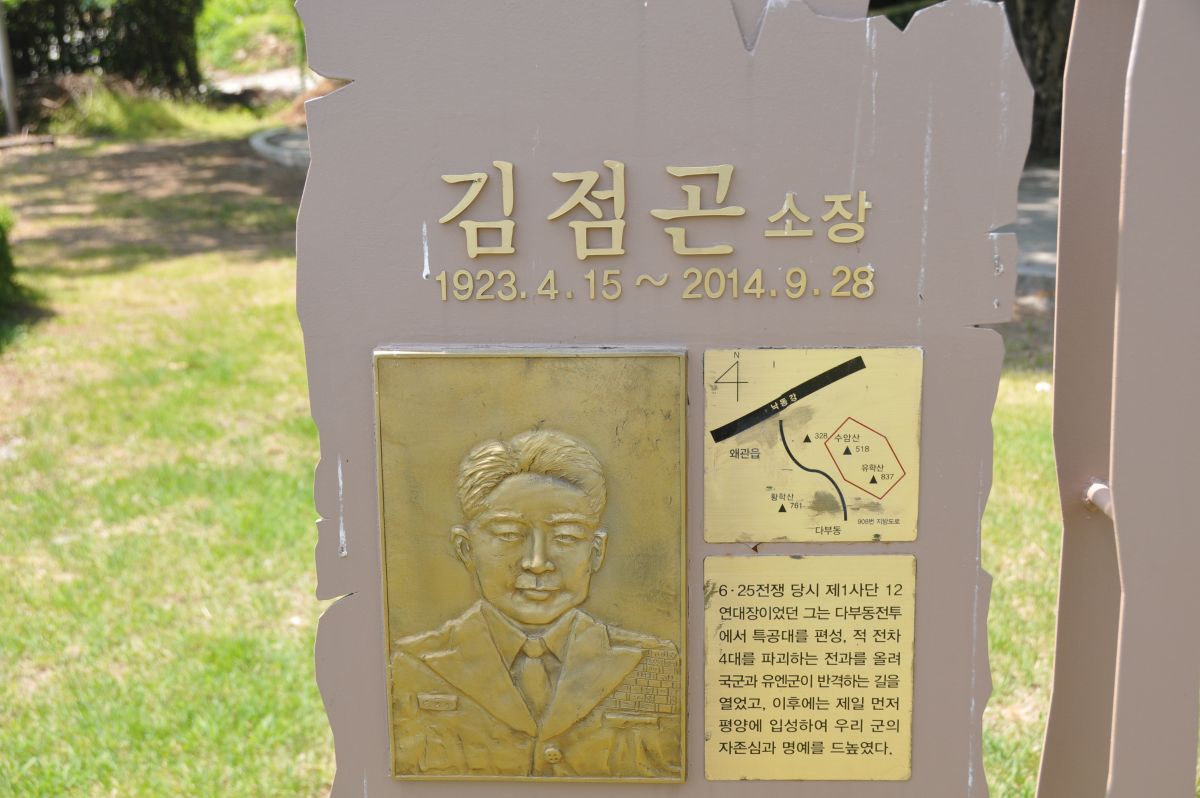 김점곤 소장
1923.4.15~2014.9.28
N
낙동강
328
수암산
518
왜관읍
유학산
837
황학산
761
908번 지방도로
다부동
6·25전쟁 당시 제1사단 12
연대장이었던 그는 다부동전투
에서 특공대를 편성, 적 전차
4대를 파괴하는 전과를 올려
국군과 유엔군이 반격하는 길을
열었고, 이후에는 제일 먼저
평양에 입성하여 우리 군의
자존심과 명예를 드높였다.